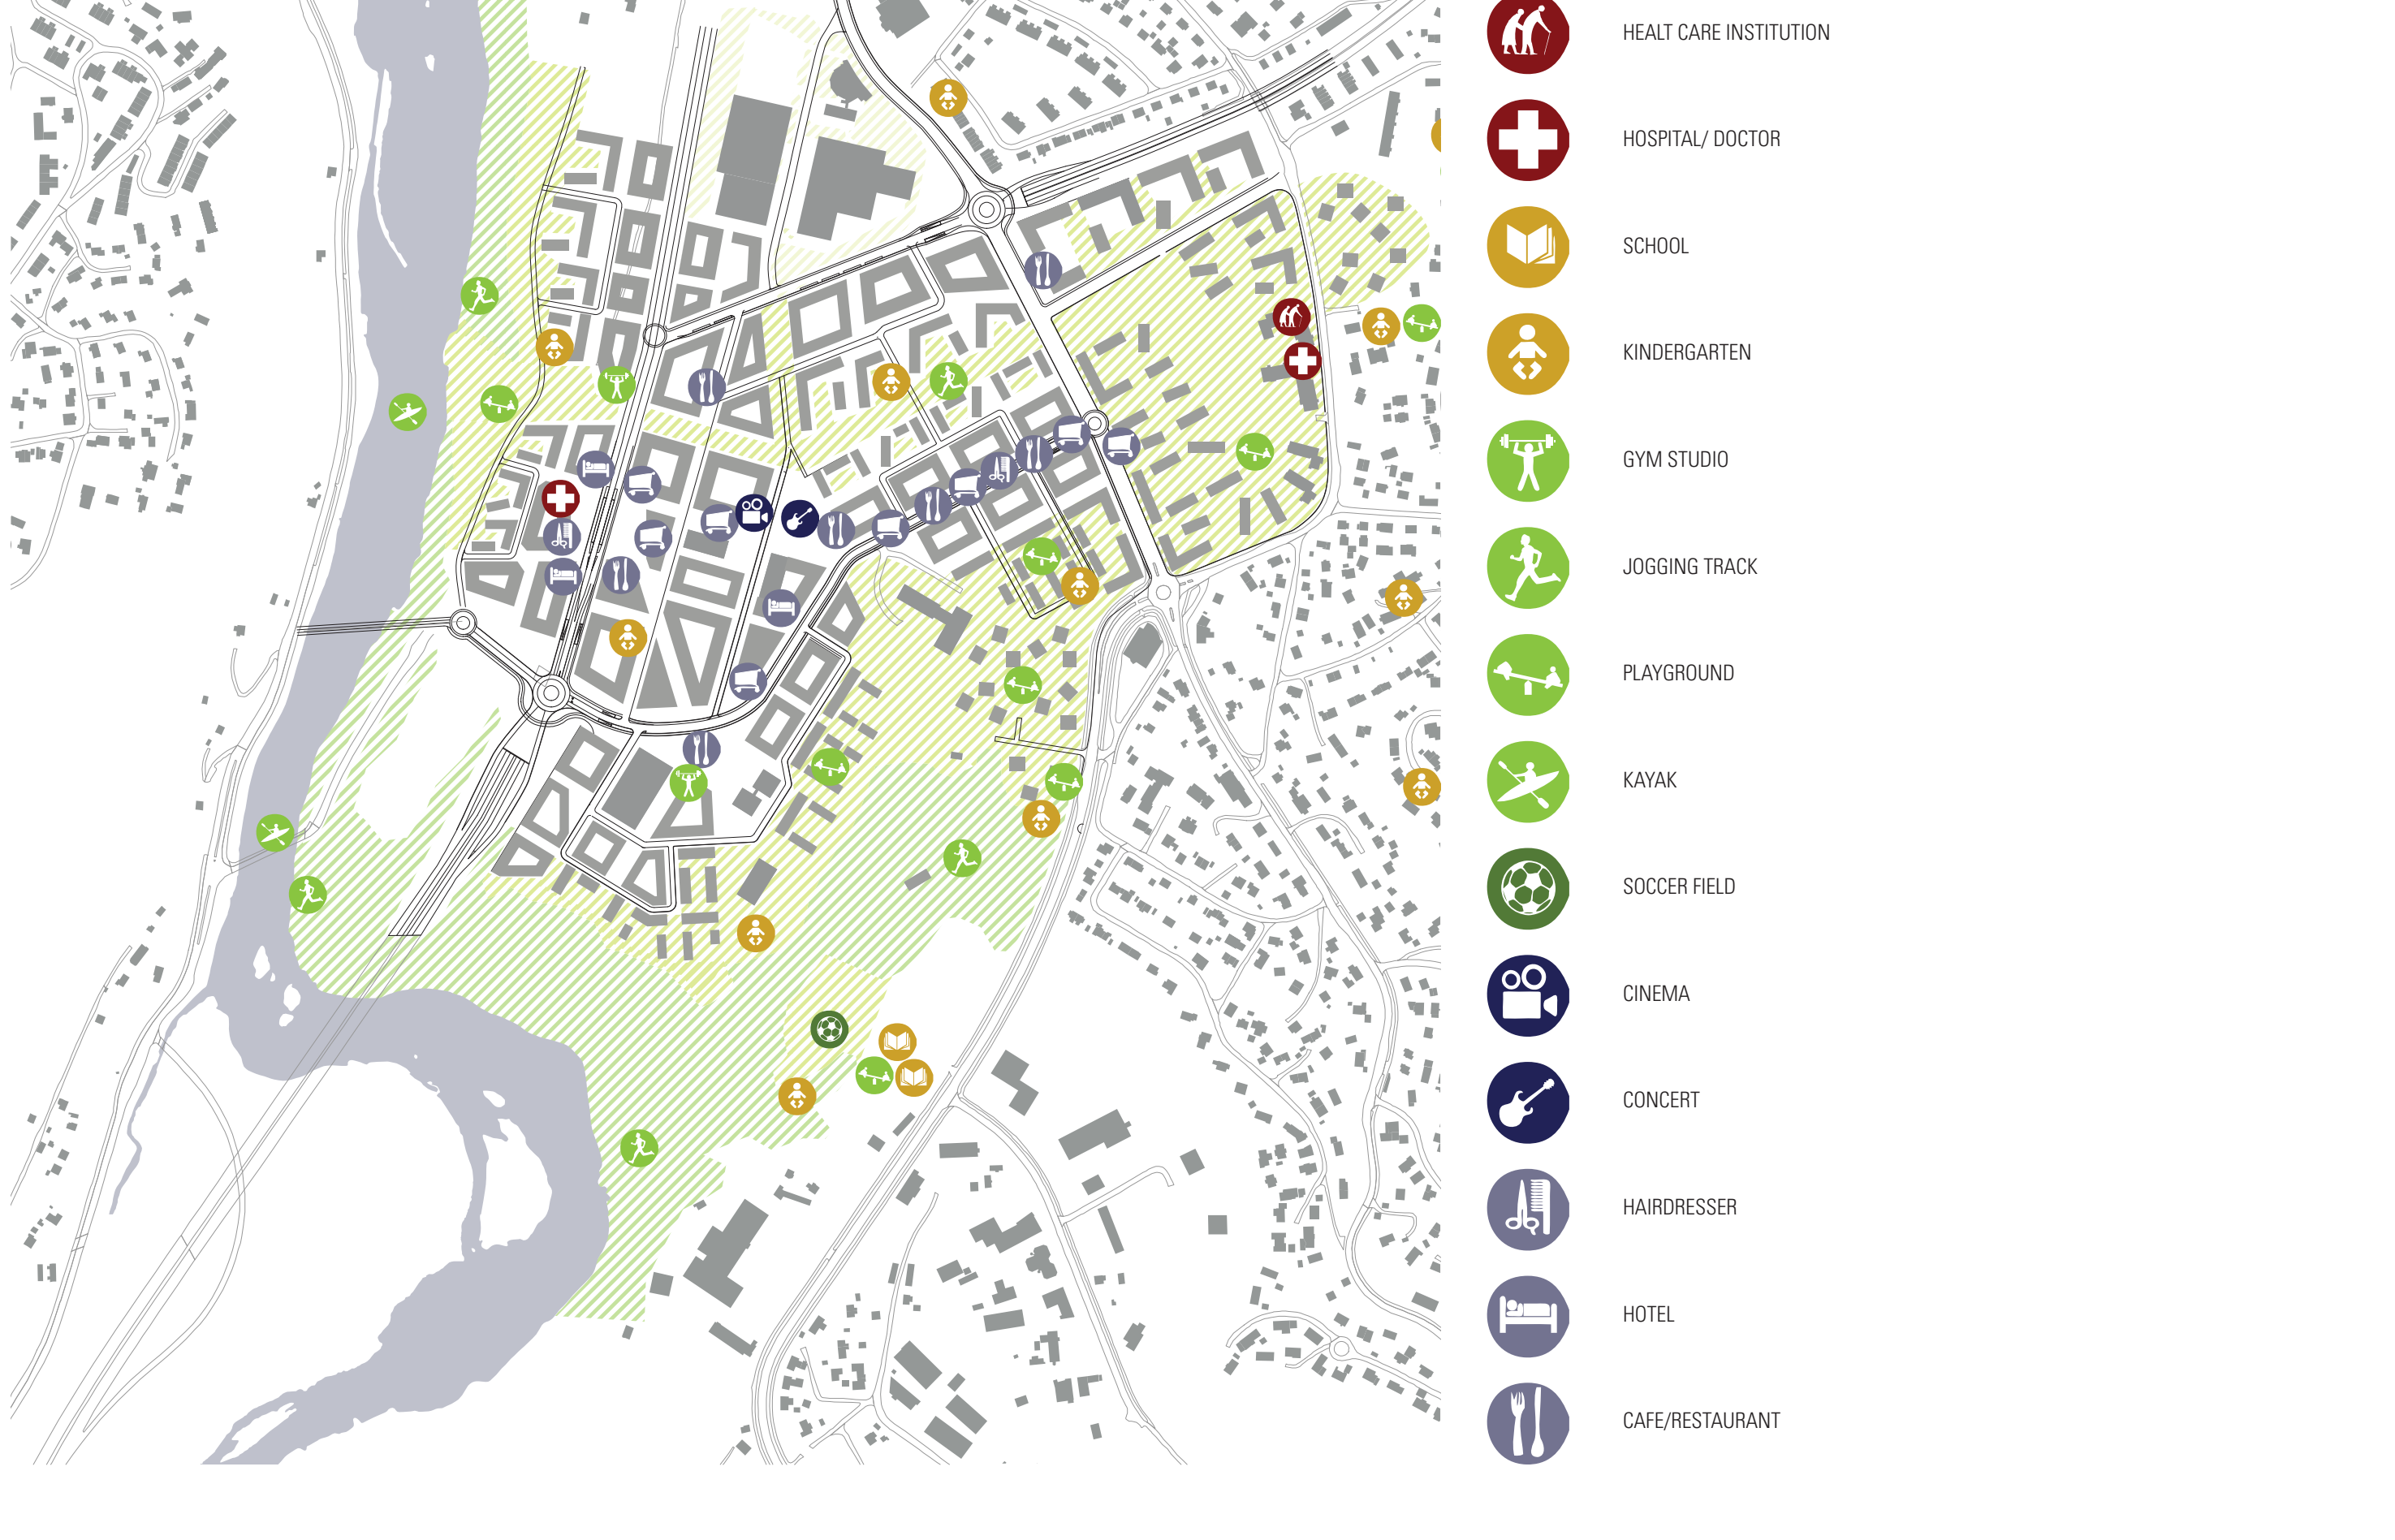 HEALT CARE INSTITUTION
HOSPITAL/ DOCTOR
SCHOOL
KINDERGARTEN
GYM STUDIO
JOGGING TRACK
PLAYGROUND
KAYAK
SOCCER FIELD
CINEMA
CONCERT
HAIRDRESSER
HOTEL
CAFE/RESTAURANT